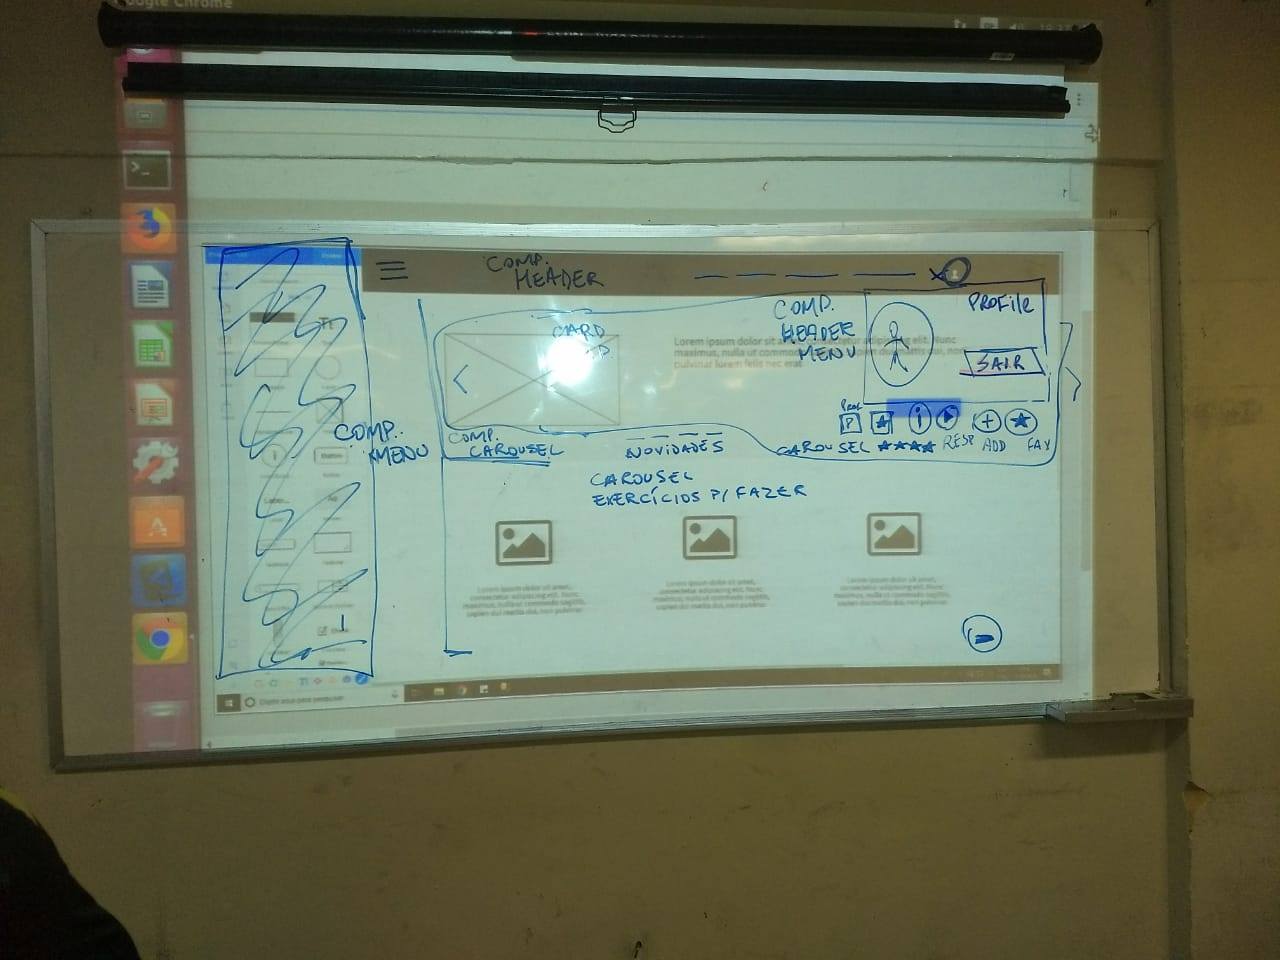 Google Chrome
COMP.
HEADER
COMP.
HEADER
MENU
PROFILE
SAIR
CARD
Lorem ipsum dolor sit amet, consectetur adipiscing elit. Nunc
maximus, nulla ut commodo sagittis, sapien dui mattis dui, non
pulvinar lorem felis nec erat.
COMP.
MENU
COMP.
CAROUSEL
NOVIDADES
CAROUSEL
EXERCÍCIOS P/ FAZER
PROF
P
A
i
+
CAROUSEL ★★★★ RESP ADD FAV
Tt
Button
Lorem ipsum dolor sit amet,
consectetur adipiscing elit. Nunc
maximus, nulla ut commodo sagittis,
sapien dui mattis dui, non pulvinar
Lorem ipsum dolor sit amet,
consectetur adipiscing elit. Nunc
maximus, nulla ut commodo sagittis,
sapien dui mattis dui, non pulvinar
Lorem ipsum dolor sit amet,
consectetur adipiscing elit. Nunc
maximus, nulla ut commodo sagittis,
sapien dui mattis dui, non pulvinar
Digite aqui para pesquisar